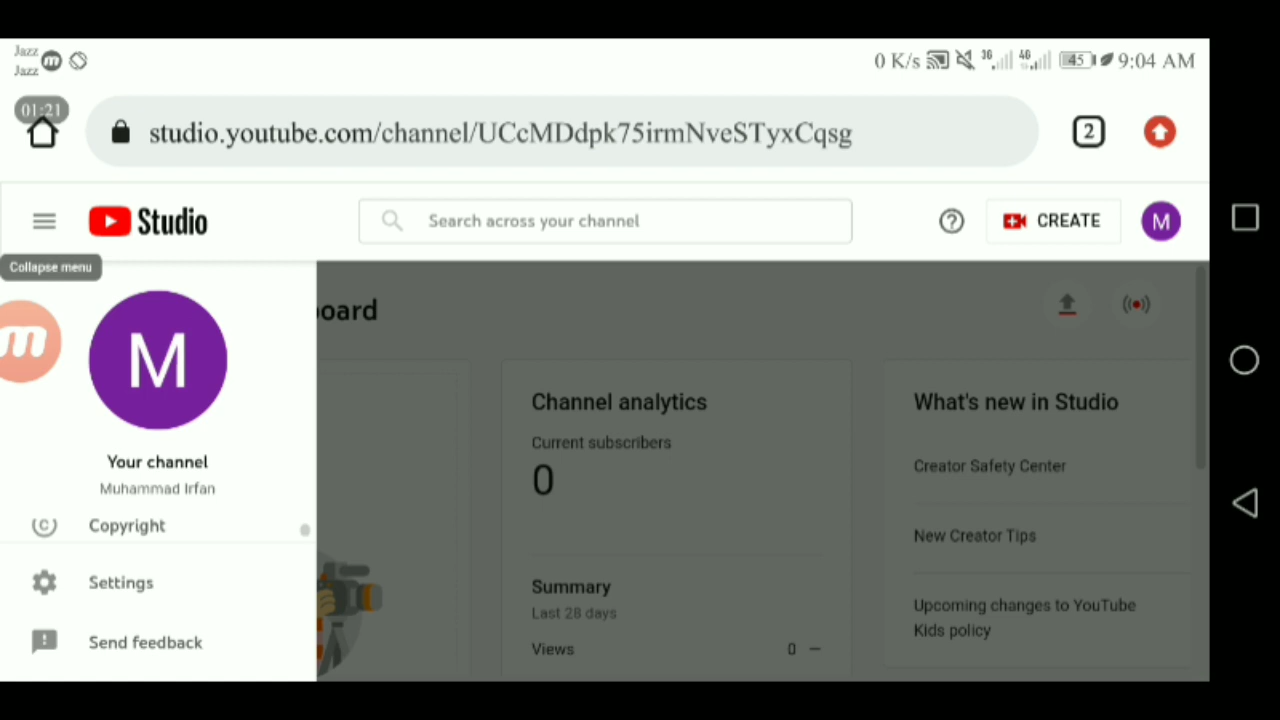 Jazz
Jazz
0 K/s 3G 4G 45 9:04 AM
01:21
studio.youtube.com/channel/UCcMDdpk75irmNveSTyxCqsg
2
Studio
Search across your channel
CREATE
M
Collapse menu
m
M
Your channel
Muhammad Irfan
Copyright
Settings
Send feedback
oard
Channel analytics
Current subscribers
0
Summary
Last 28 days
Views 0 —
What's new in Studio
Creator Safety Center
New Creator Tips
Upcoming changes to YouTube
Kids policy